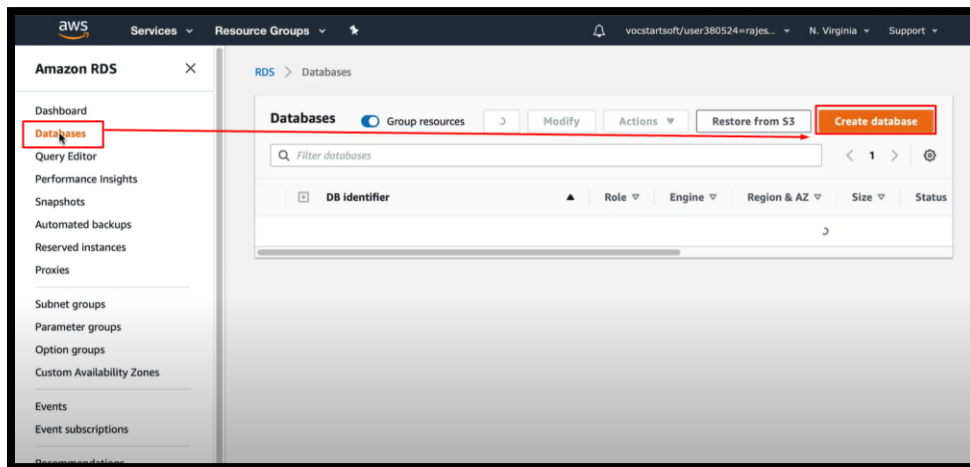 aws Services Resource Groups vocstartsoft/user380524=rajes... N. Virginia Support
Amazon RDS
Dashboard
Databases
Query Editor
Performance Insights
Snapshots
Automated backups
Reserved instances
Proxies
Subnet groups
Parameter groups
Option groups
Custom Availability Zones
Events
Event subscriptions
Recommendations
RDS > Databases
Databases Group resources Modify Actions Restore from S3 Create database
Filter databases
< 1 >
DB identifier Role Engine Region & AZ Size Status